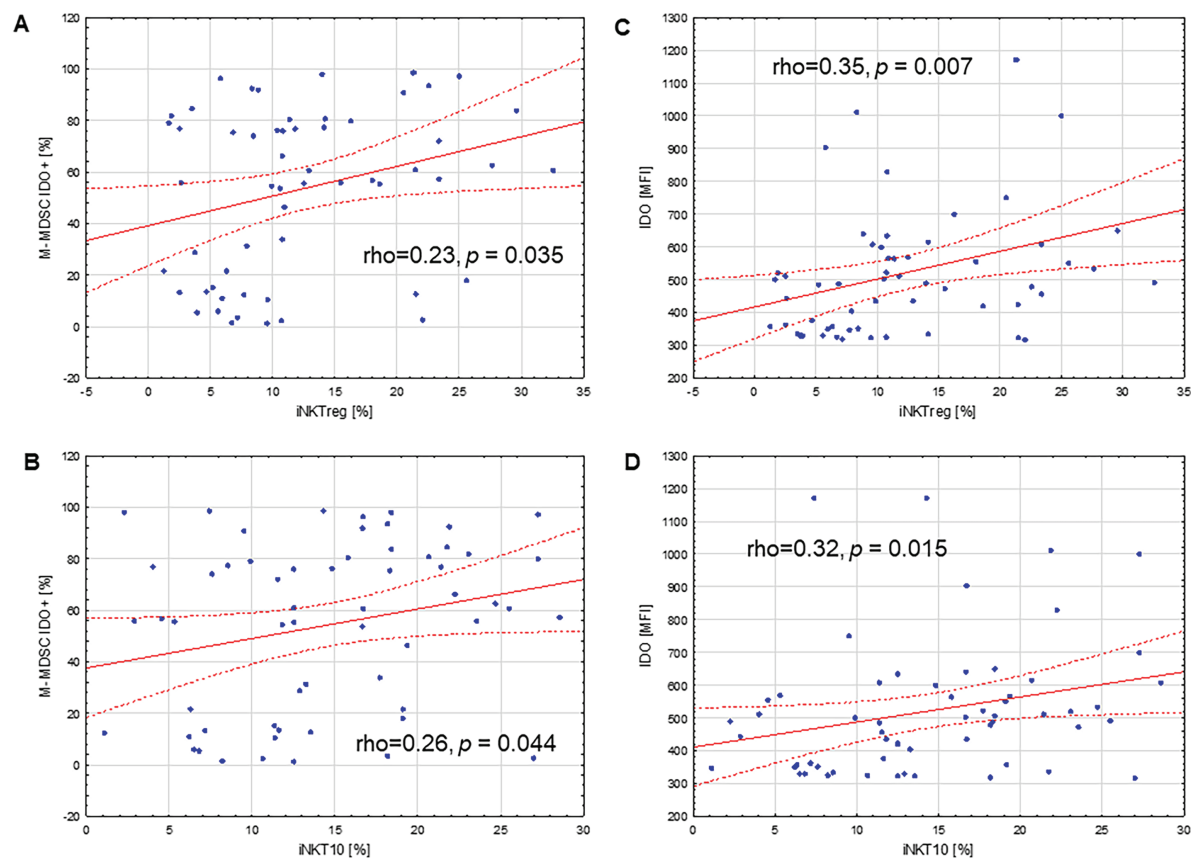 A
120
100
80
60
40
20
0
-20
M-MDSC IDO+ [%]
rho=0.23, p = 0.035
-5 0 5 10 15 20 25 30 35
iNKTreg [%]
C
1300
1200
1100
1000
900
800
700
600
500
400
300
200
IDO [MFI]
rho=0.35, p = 0.007
-5 0 5 10 15 20 25 30 35
iNKTreg [%]
B
120
100
80
60
40
20
0
-20
M-MDSC IDO+ [%]
rho=0.26, p = 0.044
0 5 10 15 20 25 30
iNKT10 [%]
D
1300
1200
1100
1000
900
800
700
600
500
400
300
200
IDO [MFI]
rho=0.32, p = 0.015
0 5 10 15 20 25 30
iNKT10 [%]